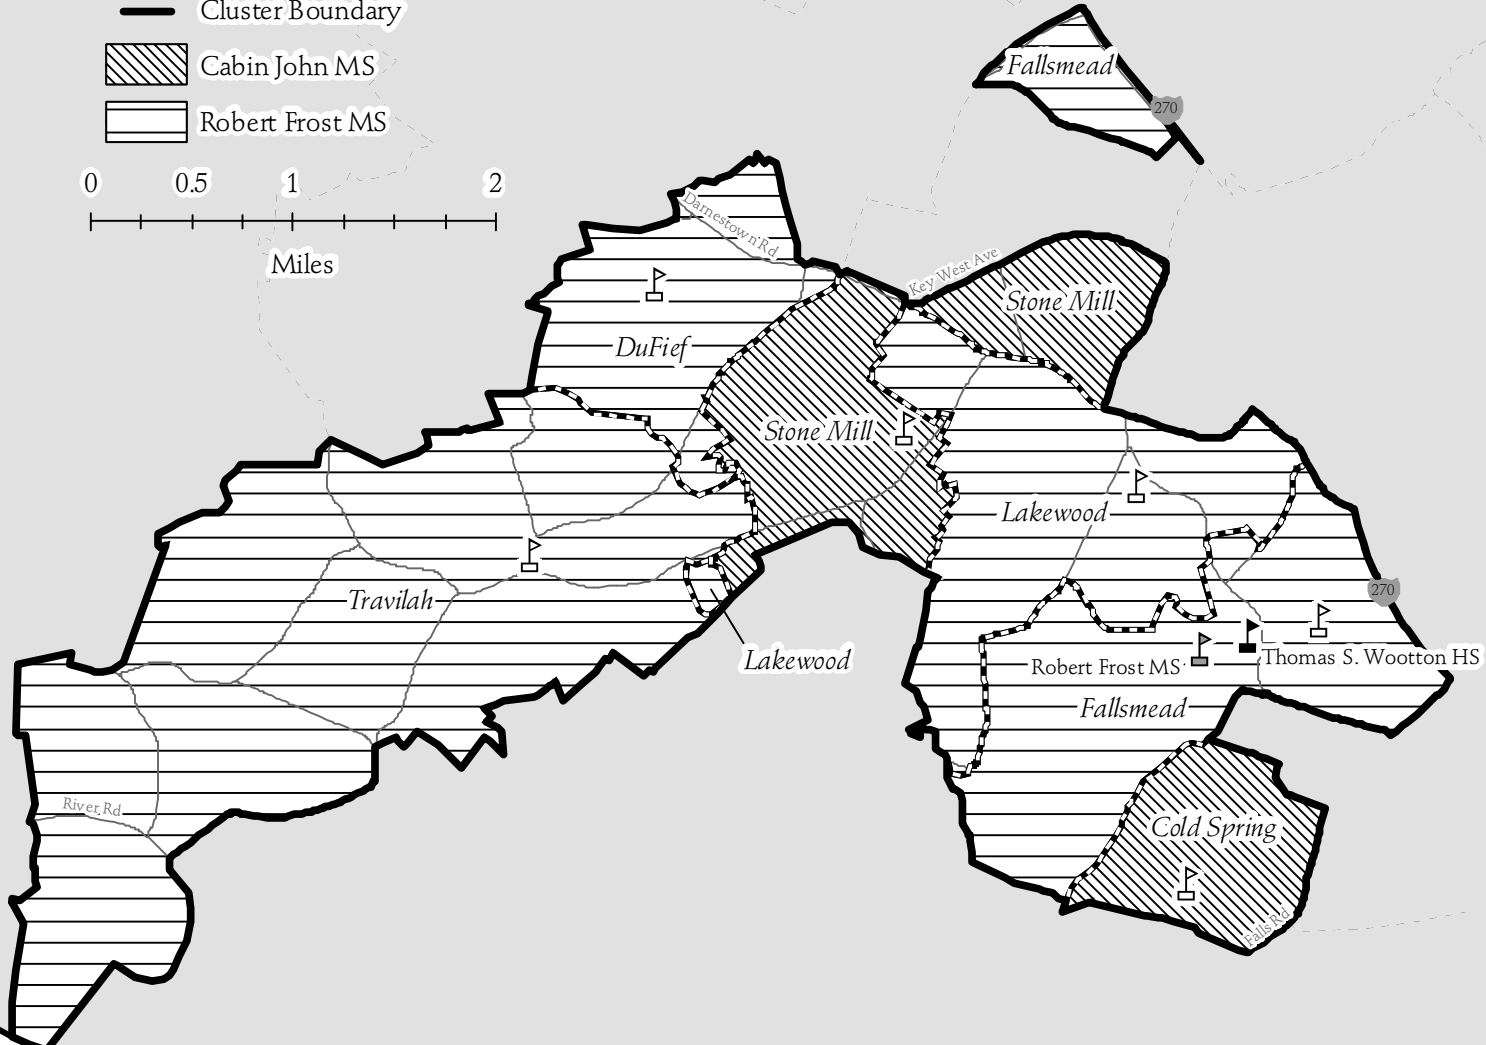 Cluster Boundary
Cabin John MS
Robert Frost MS
0 0.5 1 2
Miles
Fallsmead
270
Darnestown Rd
Key West Ave
Stone Mill
DuFief
Stone Mill
Lakewood
Travilah
270
Lakewood
Robert Frost MS
Thomas S. Wootton HS
Fallsmead
River Rd
Cold Spring
Falls Rd